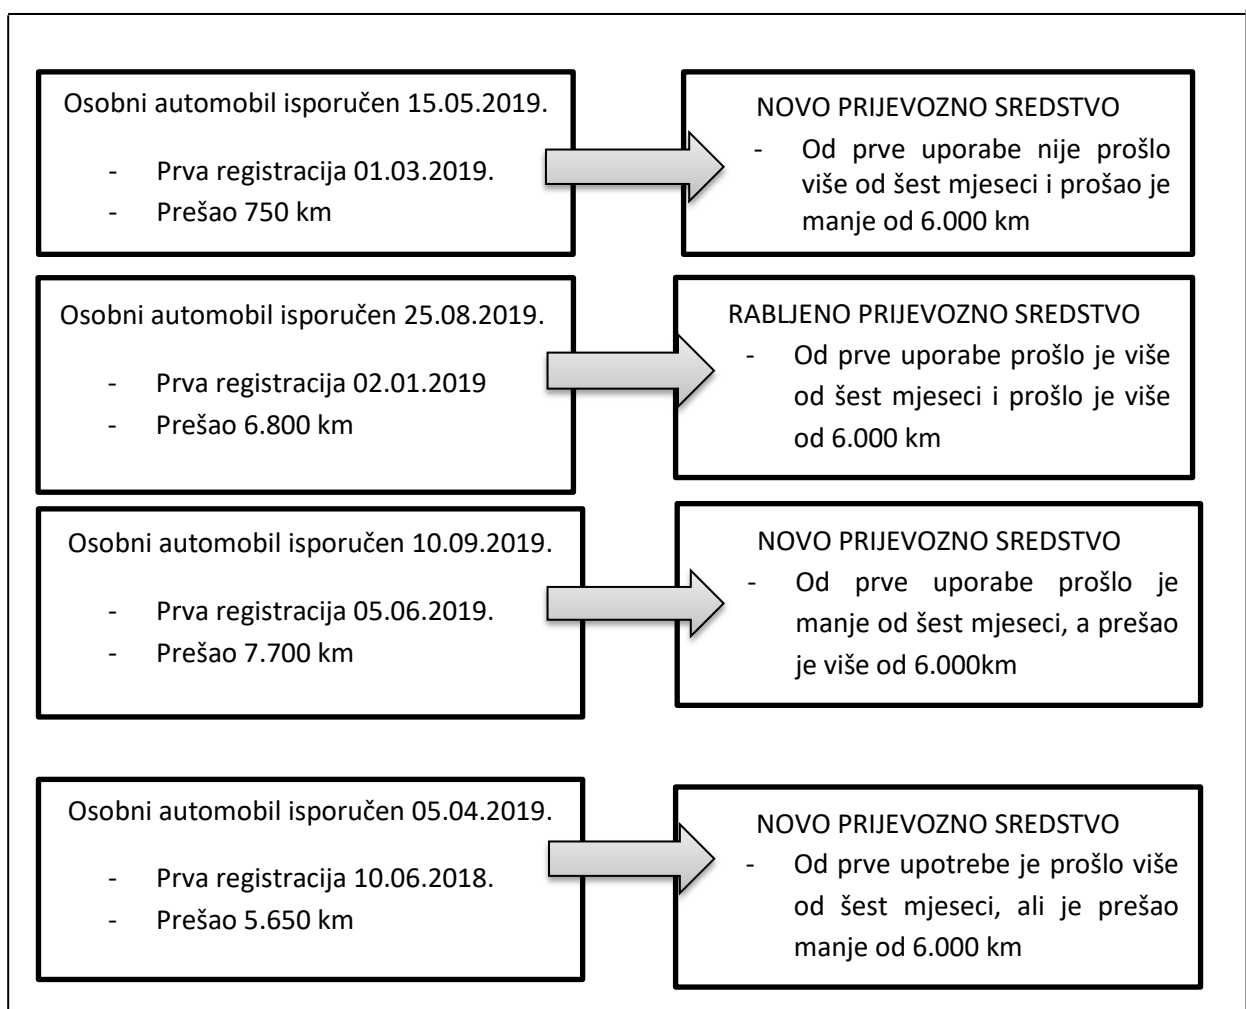 Osobni automobil isporučen 15.05.2019.
- Prva registracija 01.03.2019.
- Prešao 750 km
NOVO PRIJEVOZNO SREDSTVO
- Od prve uporabe nije prošlo
više od šest mjeseci i prošao je
manje od 6.000 km
Osobni automobil isporučen 25.08.2019.
- Prva registracija 02.01.2019
- Prešao 6.800 km
RABLJENO PRIJEVOZNO SREDSTVO
- Od prve uporabe prošlo je više
od šest mjeseci i prošlo je više
od 6.000 km
Osobni automobil isporučen 10.09.2019.
- Prva registracija 05.06.2019.
- Prešao 7.700 km
NOVO PRIJEVOZNO SREDSTVO
- Od prve uporabe prošlo je
manje od šest mjeseci, a prešao
je više od 6.000km
Osobni automobil isporučen 05.04.2019.
- Prva registracija 10.06.2018.
- Prešao 5.650 km
NOVO PRIJEVOZNO SREDSTVO
- Od prve upotrebe je prošlo više
od šest mjeseci, ali je prešao
manje od 6.000 km